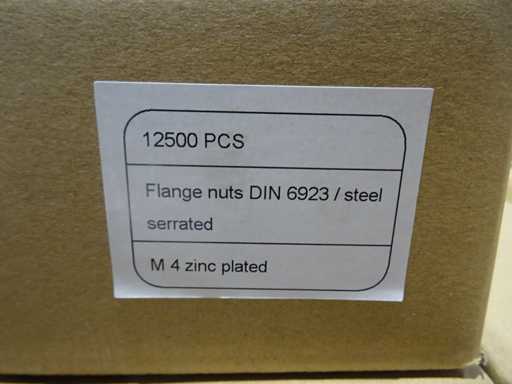 12500 PCS
Flange nuts DIN 6923 / steel
serrated
M 4 zinc plated